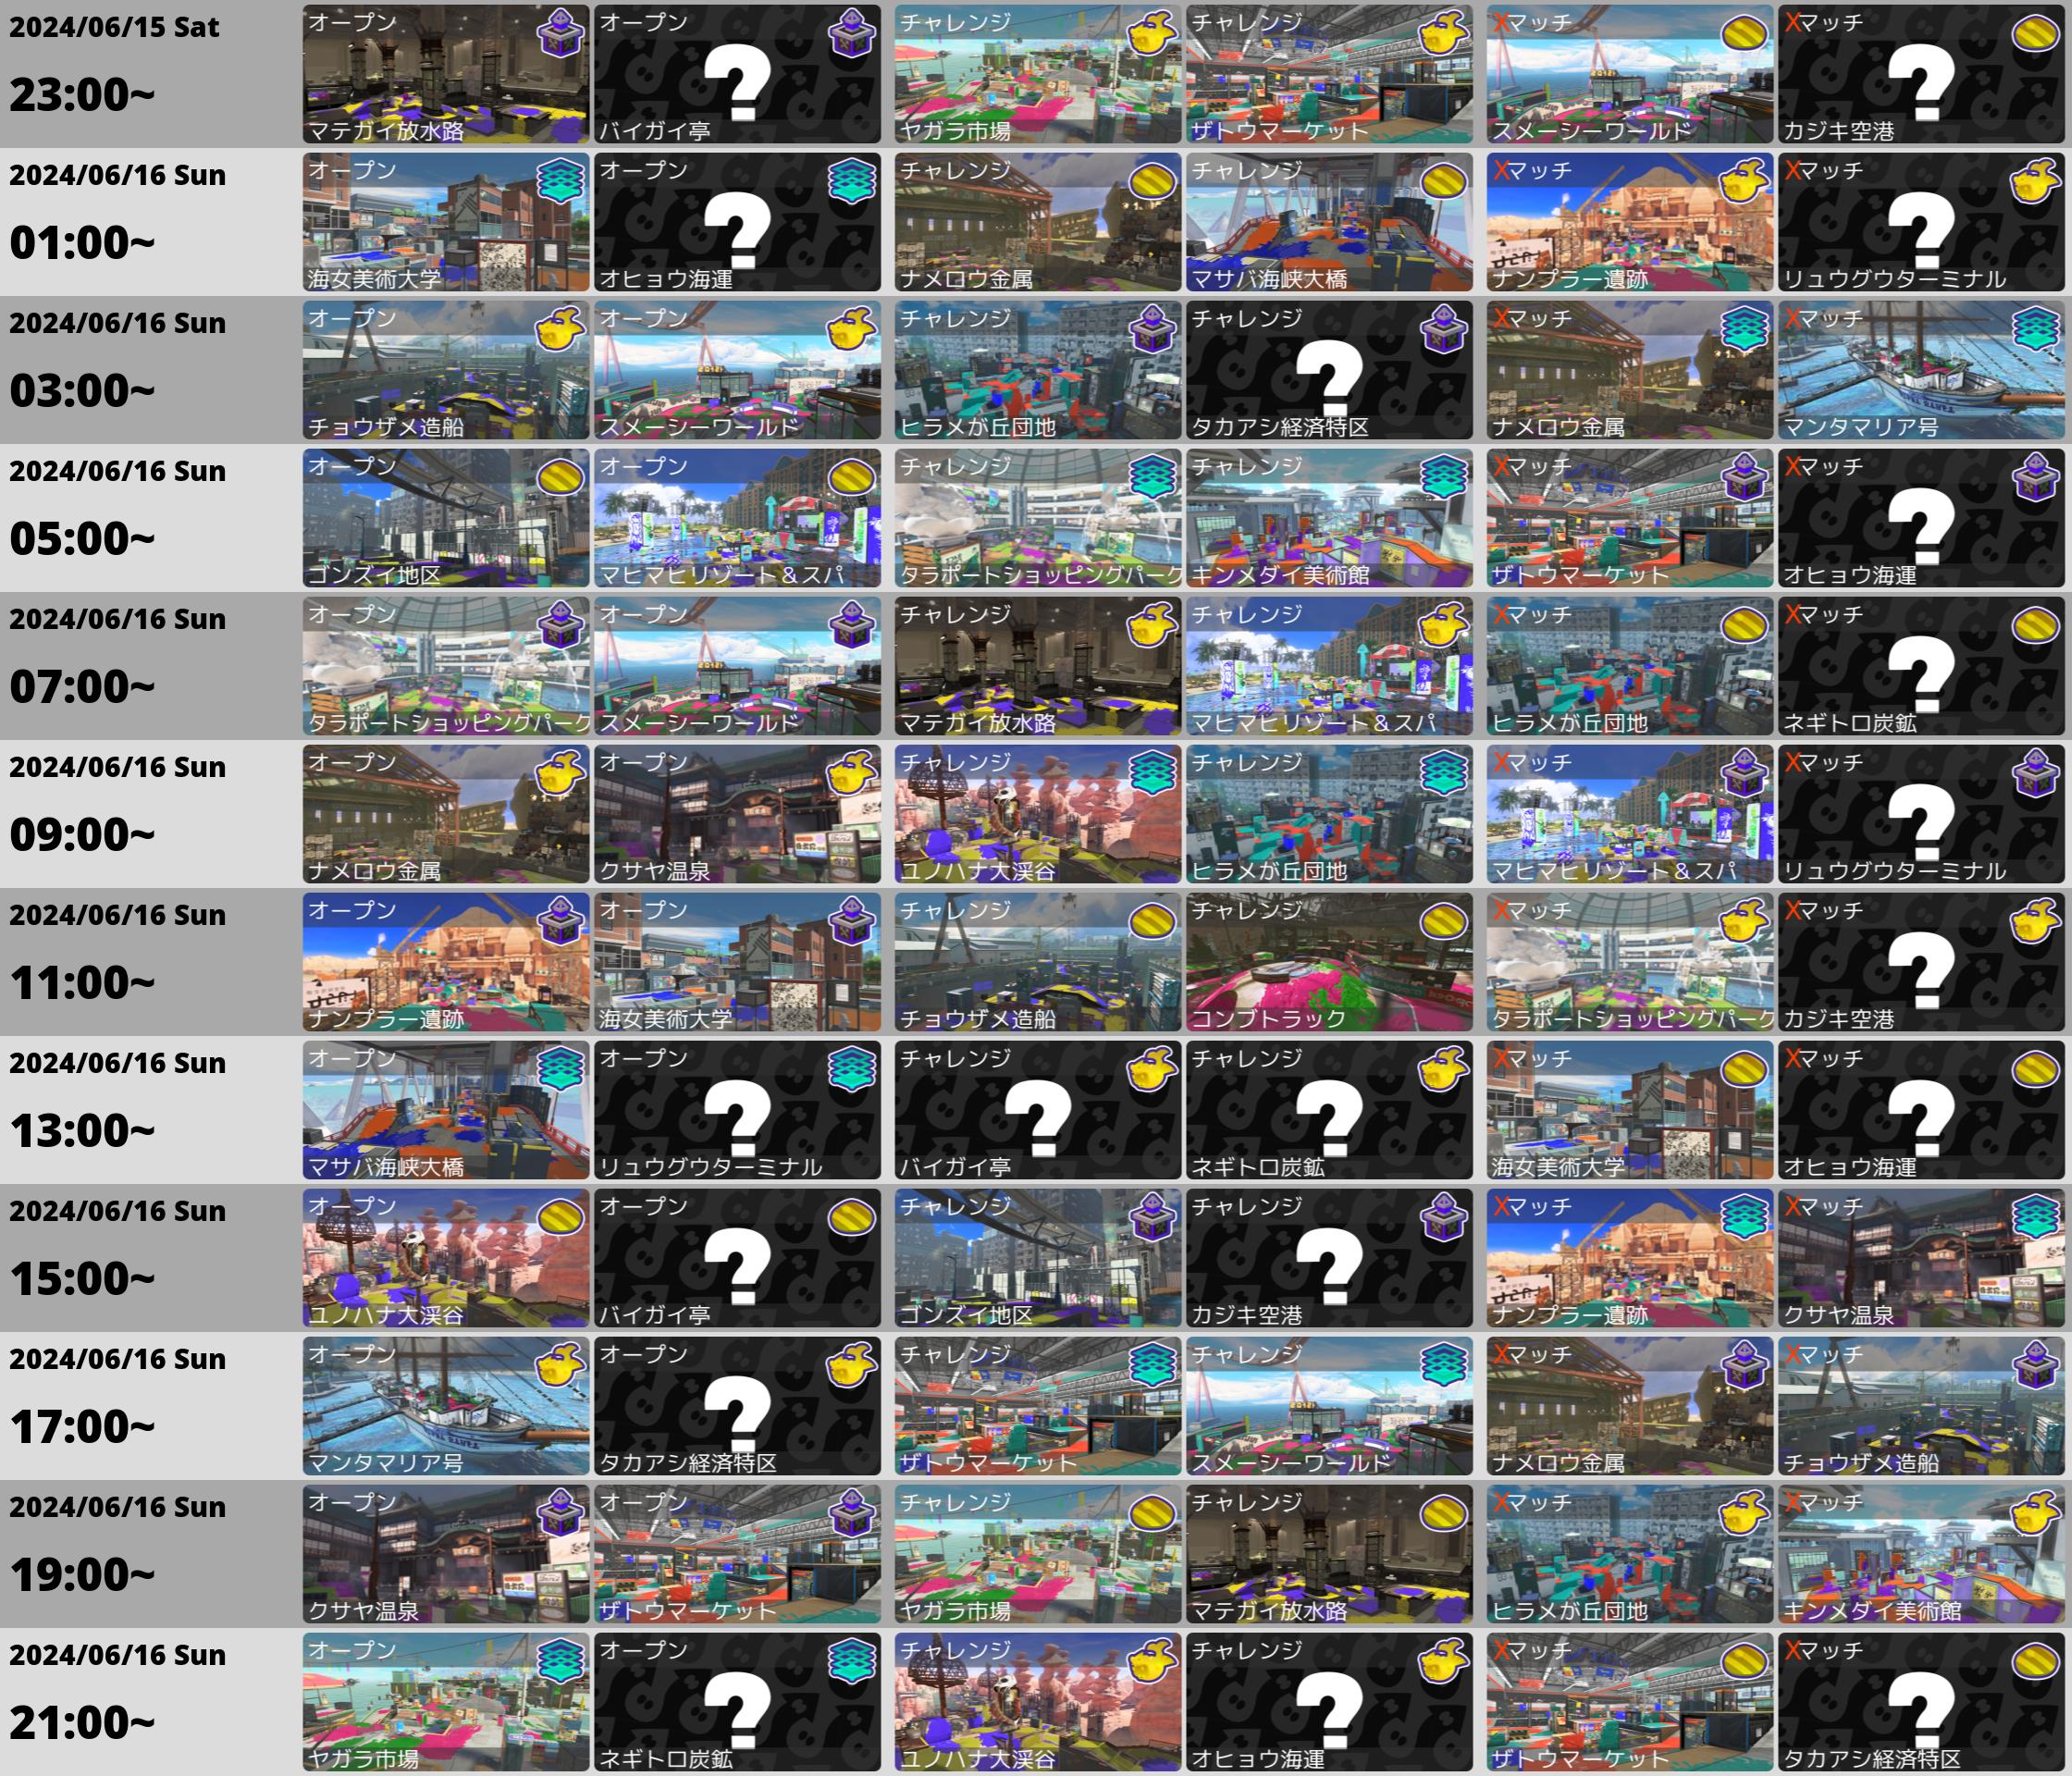 2024/06/15 Sat
23:00~
オープン オープン チャレンジ チャレンジ Xマッチ Xマッチ
マテガイ放水路 バイガイ亭 ヤガラ市場 ザトウマーケット スメーシーワールド カジキ空港
2024/06/16 Sun
01:00~
オープン オープン チャレンジ チャレンジ Xマッチ Xマッチ
海女美術大学 オヒョウ海運 ナメロウ金属 マサバ海峡大橋 ナンプラー遺跡 リュウグウターミナル
2024/06/16 Sun
03:00~
オープン オープン チャレンジ チャレンジ Xマッチ Xマッチ
チョウザメ造船 スメーシーワールド ヒラメが丘団地 タカアシ経済特区 ナメロウ金属 マンタマリア号
2024/06/16 Sun
05:00~
オープン オープン チャレンジ チャレンジ Xマッチ Xマッチ
ゴンズイ地区 マヒマヒリゾート＆スパ タラポートショッピングパーク キンメダイ美術館 ザトウマーケット オヒョウ海運
2024/06/16 Sun
07:00~
オープン オープン チャレンジ チャレンジ Xマッチ Xマッチ
タラポートショッピングパーク スメーシーワールド マテガイ放水路 マヒマヒリゾート＆スパ ヒラメが丘団地 ネギトロ炭鉱
2024/06/16 Sun
09:00~
オープン オープン チャレンジ チャレンジ Xマッチ Xマッチ
ナメロウ金属 クサヤ温泉 ユノハナ大渓谷 ヒラメが丘団地 マヒマヒリゾート＆スパ リュウグウターミナル
2024/06/16 Sun
11:00~
オープン オープン チャレンジ チャレンジ Xマッチ Xマッチ
ナンプラー遺跡 海女美術大学 チョウザメ造船 コンブトラック タラポートショッピングパーク カジキ空港
2024/06/16 Sun
13:00~
オープン オープン チャレンジ チャレンジ Xマッチ Xマッチ
マサバ海峡大橋 リュウグウターミナル バイガイ亭 ネギトロ炭鉱 海女美術大学 オヒョウ海運
2024/06/16 Sun
15:00~
オープン オープン チャレンジ チャレンジ Xマッチ Xマッチ
ユノハナ大渓谷 バイガイ亭 ゴンズイ地区 カジキ空港 ナンプラー遺跡 クサヤ温泉
2024/06/16 Sun
17:00~
オープン オープン チャレンジ チャレンジ Xマッチ Xマッチ
マンタマリア号 タカアシ経済特区 ザトウマーケット スメーシーワールド ナメロウ金属 チョウザメ造船
2024/06/16 Sun
19:00~
オープン オープン チャレンジ チャレンジ Xマッチ Xマッチ
クサヤ温泉 ザトウマーケット ヤガラ市場 マテガイ放水路 ヒラメが丘団地 キンメダイ美術館
2024/06/16 Sun
21:00~
オープン オープン チャレンジ チャレンジ Xマッチ Xマッチ
ヤガラ市場 ネギトロ炭鉱 ユノハナ大渓谷 オヒョウ海運 ザトウマーケット タカアシ経済特区